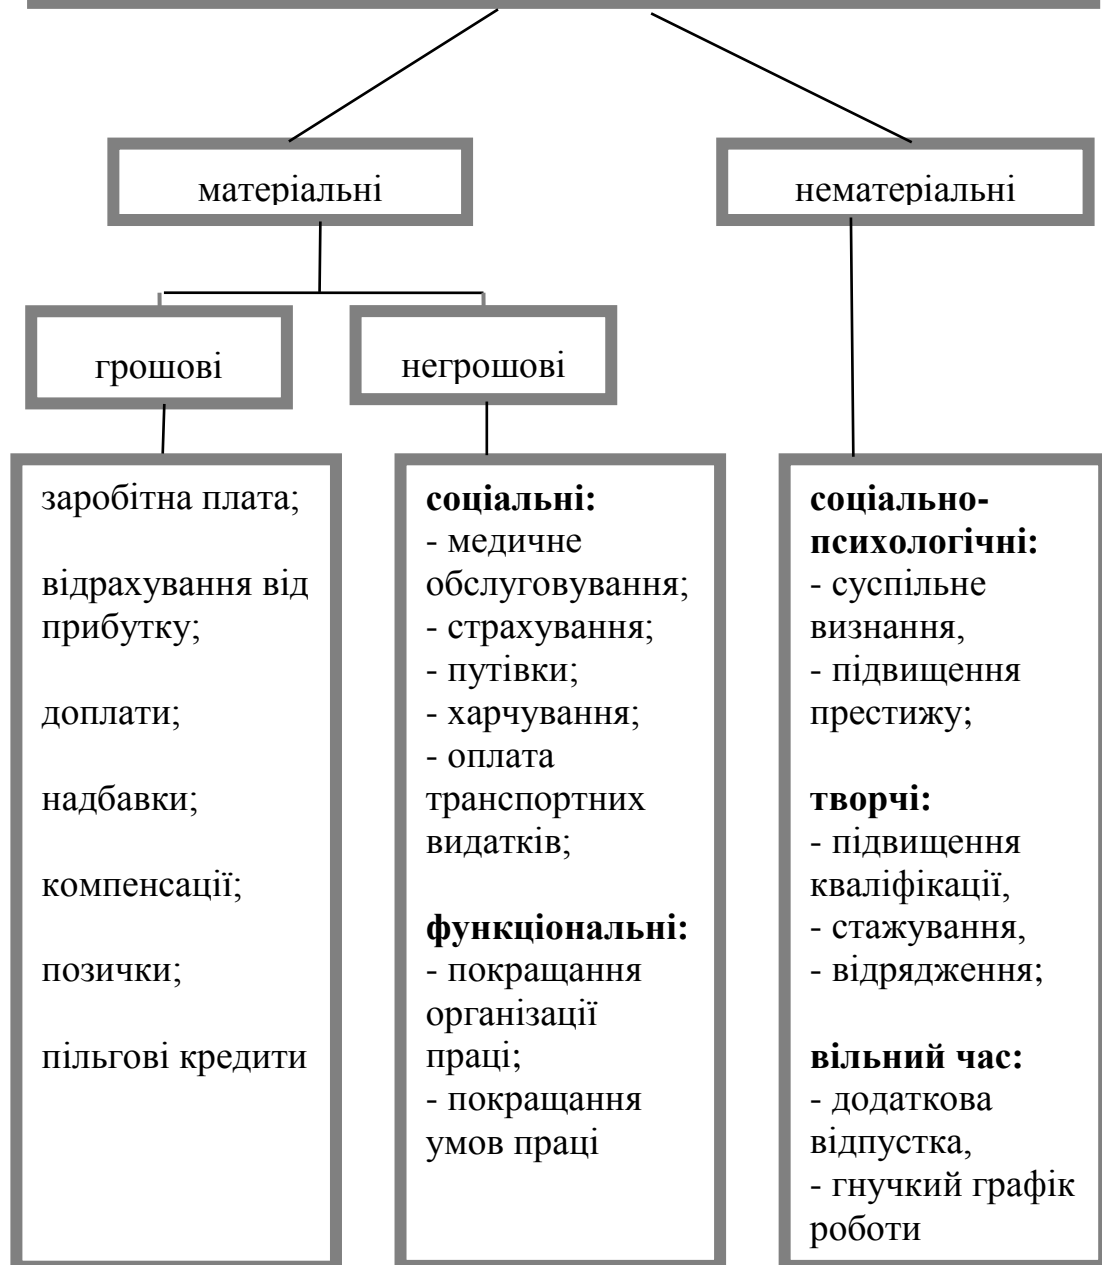 матеріальні
нематеріальні
грошові
негрошові
заробітна плата;
відрахування від
прибутку;
доплати;
надбавки;
компенсації;
позички;
пільгові кредити
соціальні:
- медичне
обслуговування;
- страхування;
- путівки;
- харчування;
- оплата
транспортних
видатків;
функціональні:
- покращання
організації
праці;
- покращання
умов праці
соціально-
психологічні:
- суспільне
визнання,
- підвищення
престижу;
творчі:
- підвищення
кваліфікації,
- стажування,
- відрядження;
вільний час:
- додаткова
відпустка,
- гнучкий графік
роботи